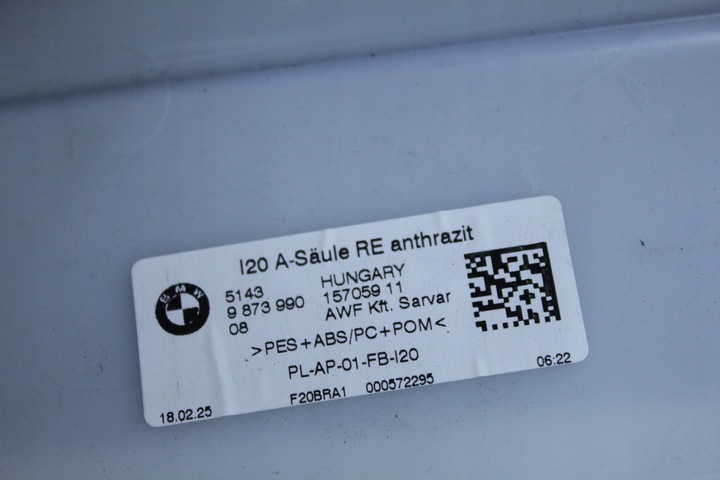 I20 A-Säule RE anthrazit
BMW
5143 HUNGARY
9 873 990 157059 11
08 AWF Kft. Sarvar
>PES+ABS/PC+POM<
PL-AP-01-FB-I20
18.02.25 F20BRA1 000572295 06:22